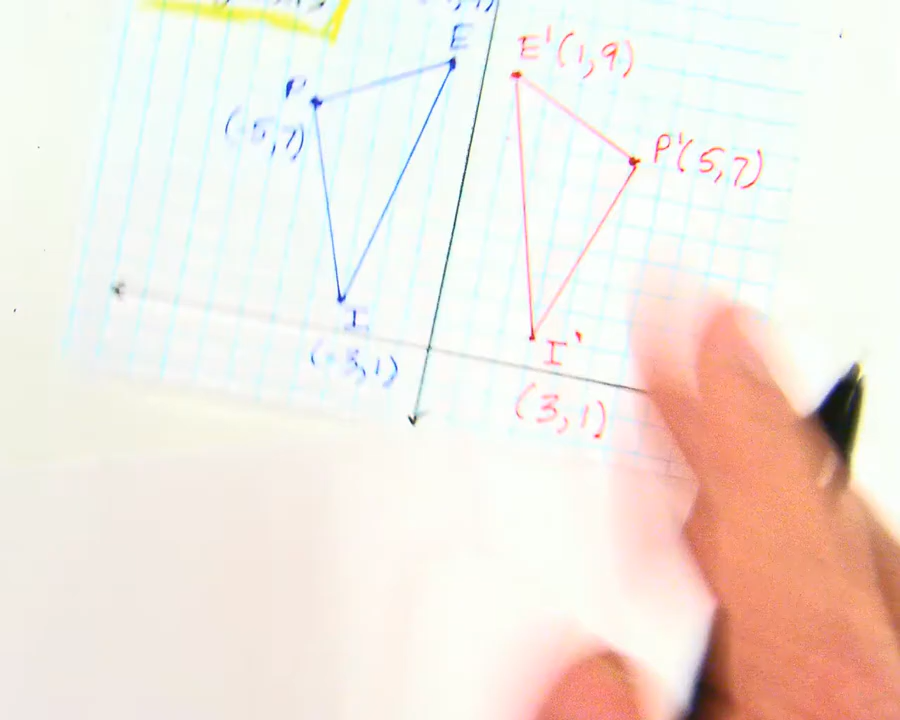 E
E'(1,9)
P
(-5,7)
P'(5,7)
I
(-3,1)
I'
(3,1)